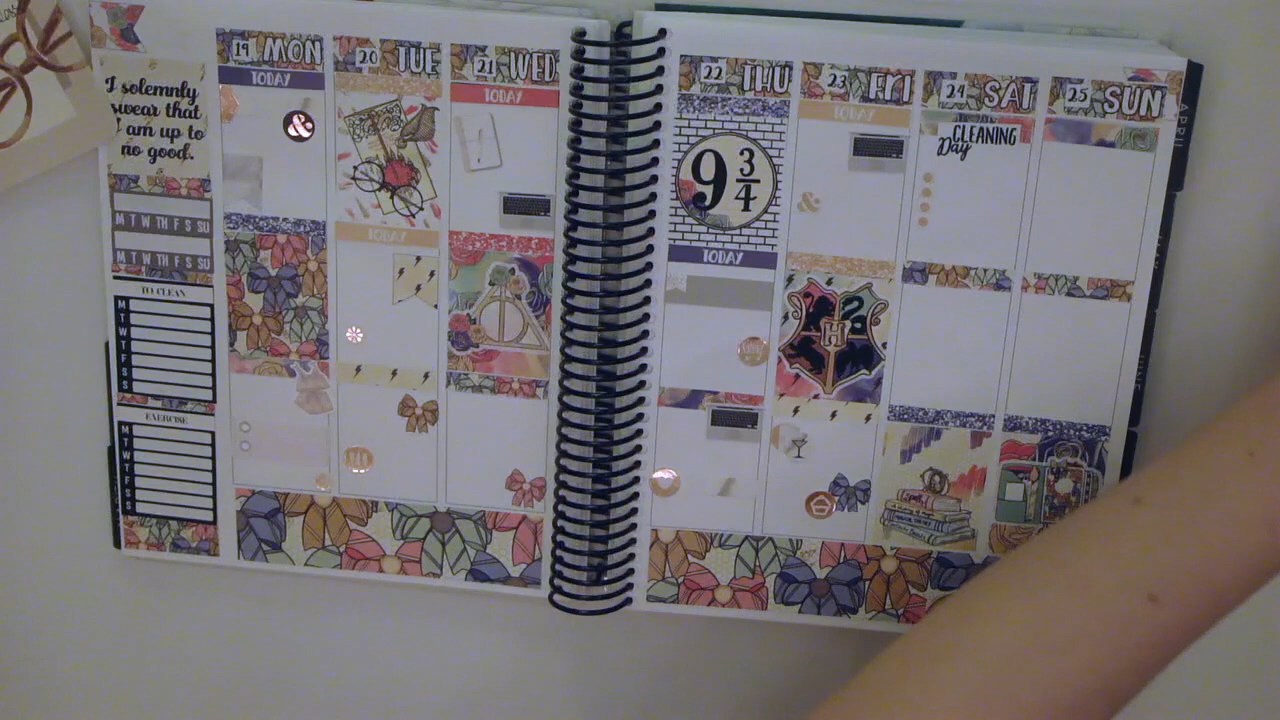 I solemnly
swear that
I am up to
no good.
M T W TH F S SU
M T W TH F S SU
TO CLEAN
M
T
W
T
F
S
S
EXERCISE
M
T
W
T
F
S
S
19 MON
TODAY
&
20 TUE
TODAY
21 WED
TODAY
22 THU
9 3/4
TODAY
23 FRI
TODAY
&
H
24 SAT
CLEANING
Day
25 SUN
APRIL
MAY
JUNE